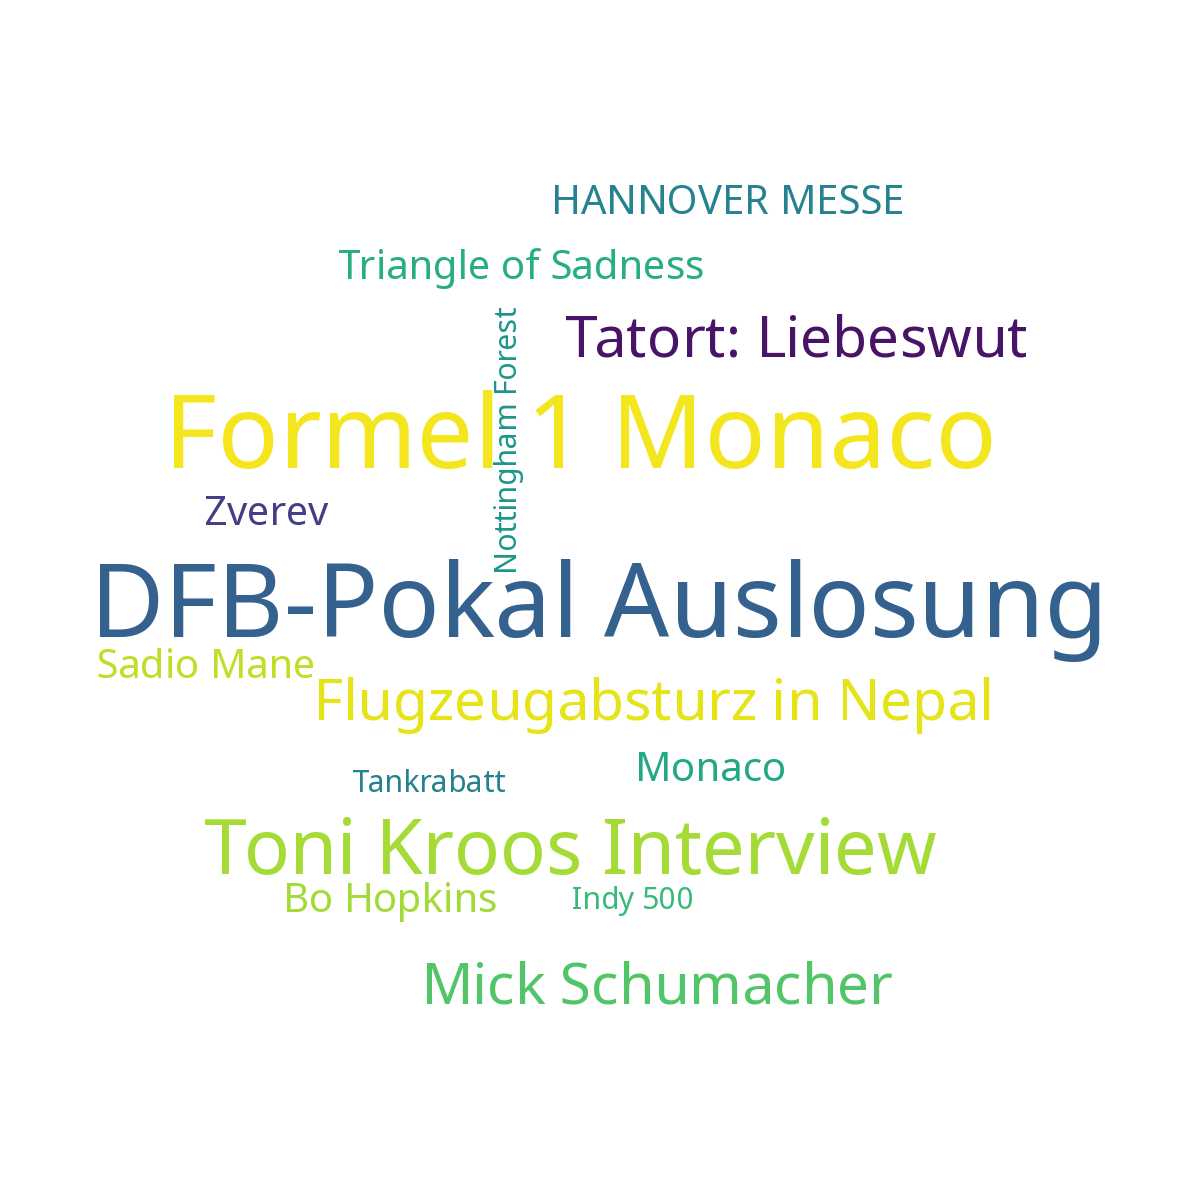 HANNOVER MESSE
Triangle of Sadness
Nottingham Forest
Tatort: Liebeswut
Formel 1 Monaco
Zverev
DFB-Pokal Auslosung
Sadio Mane
Flugzeugabsturz in Nepal
Monaco
Tankrabatt
Toni Kroos Interview
Bo Hopkins
Indy 500
Mick Schumacher